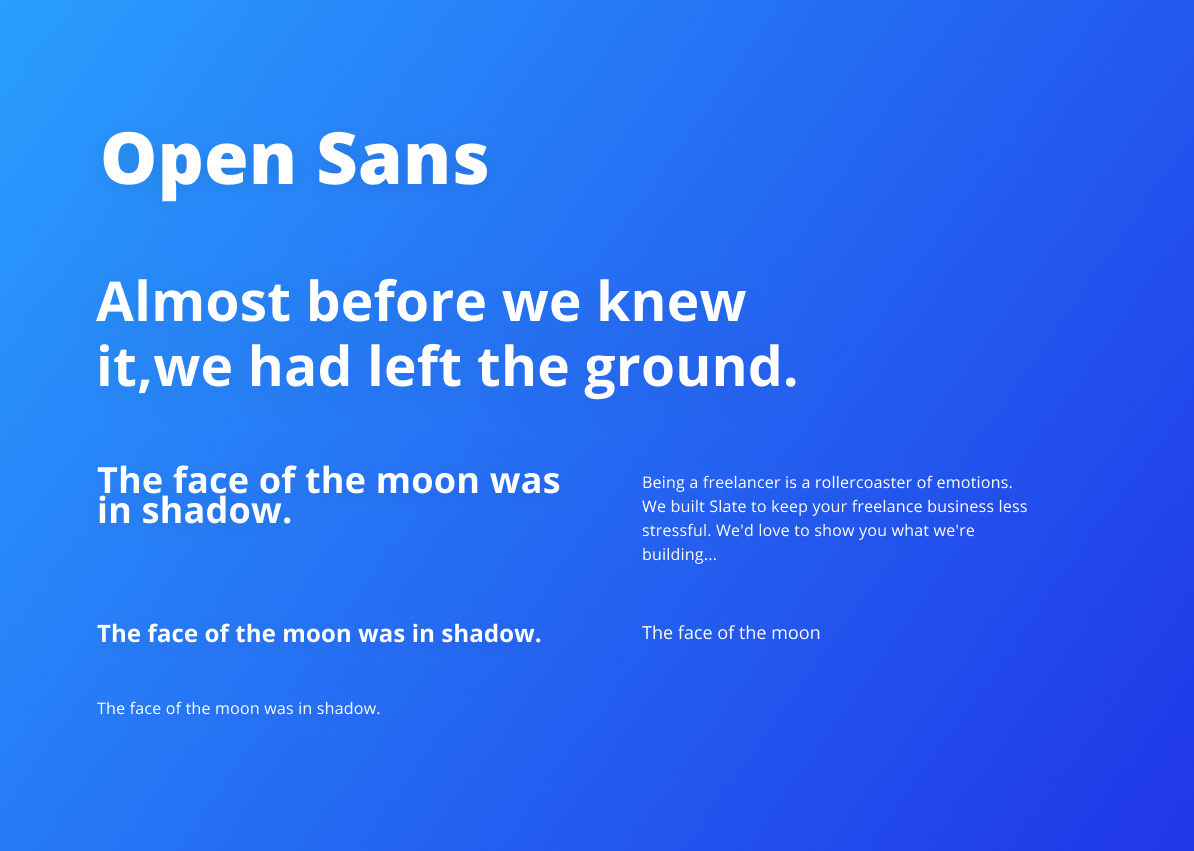 Open Sans
Almost before we knew
it,we had left the ground.
The face of the moon was
in shadow.
Being a freelancer is a rollercoaster of emotions.
We built Slate to keep your freelance business less
stressful. We'd love to show you what we're
building...
The face of the moon was in shadow.
The face of the moon
The face of the moon was in shadow.